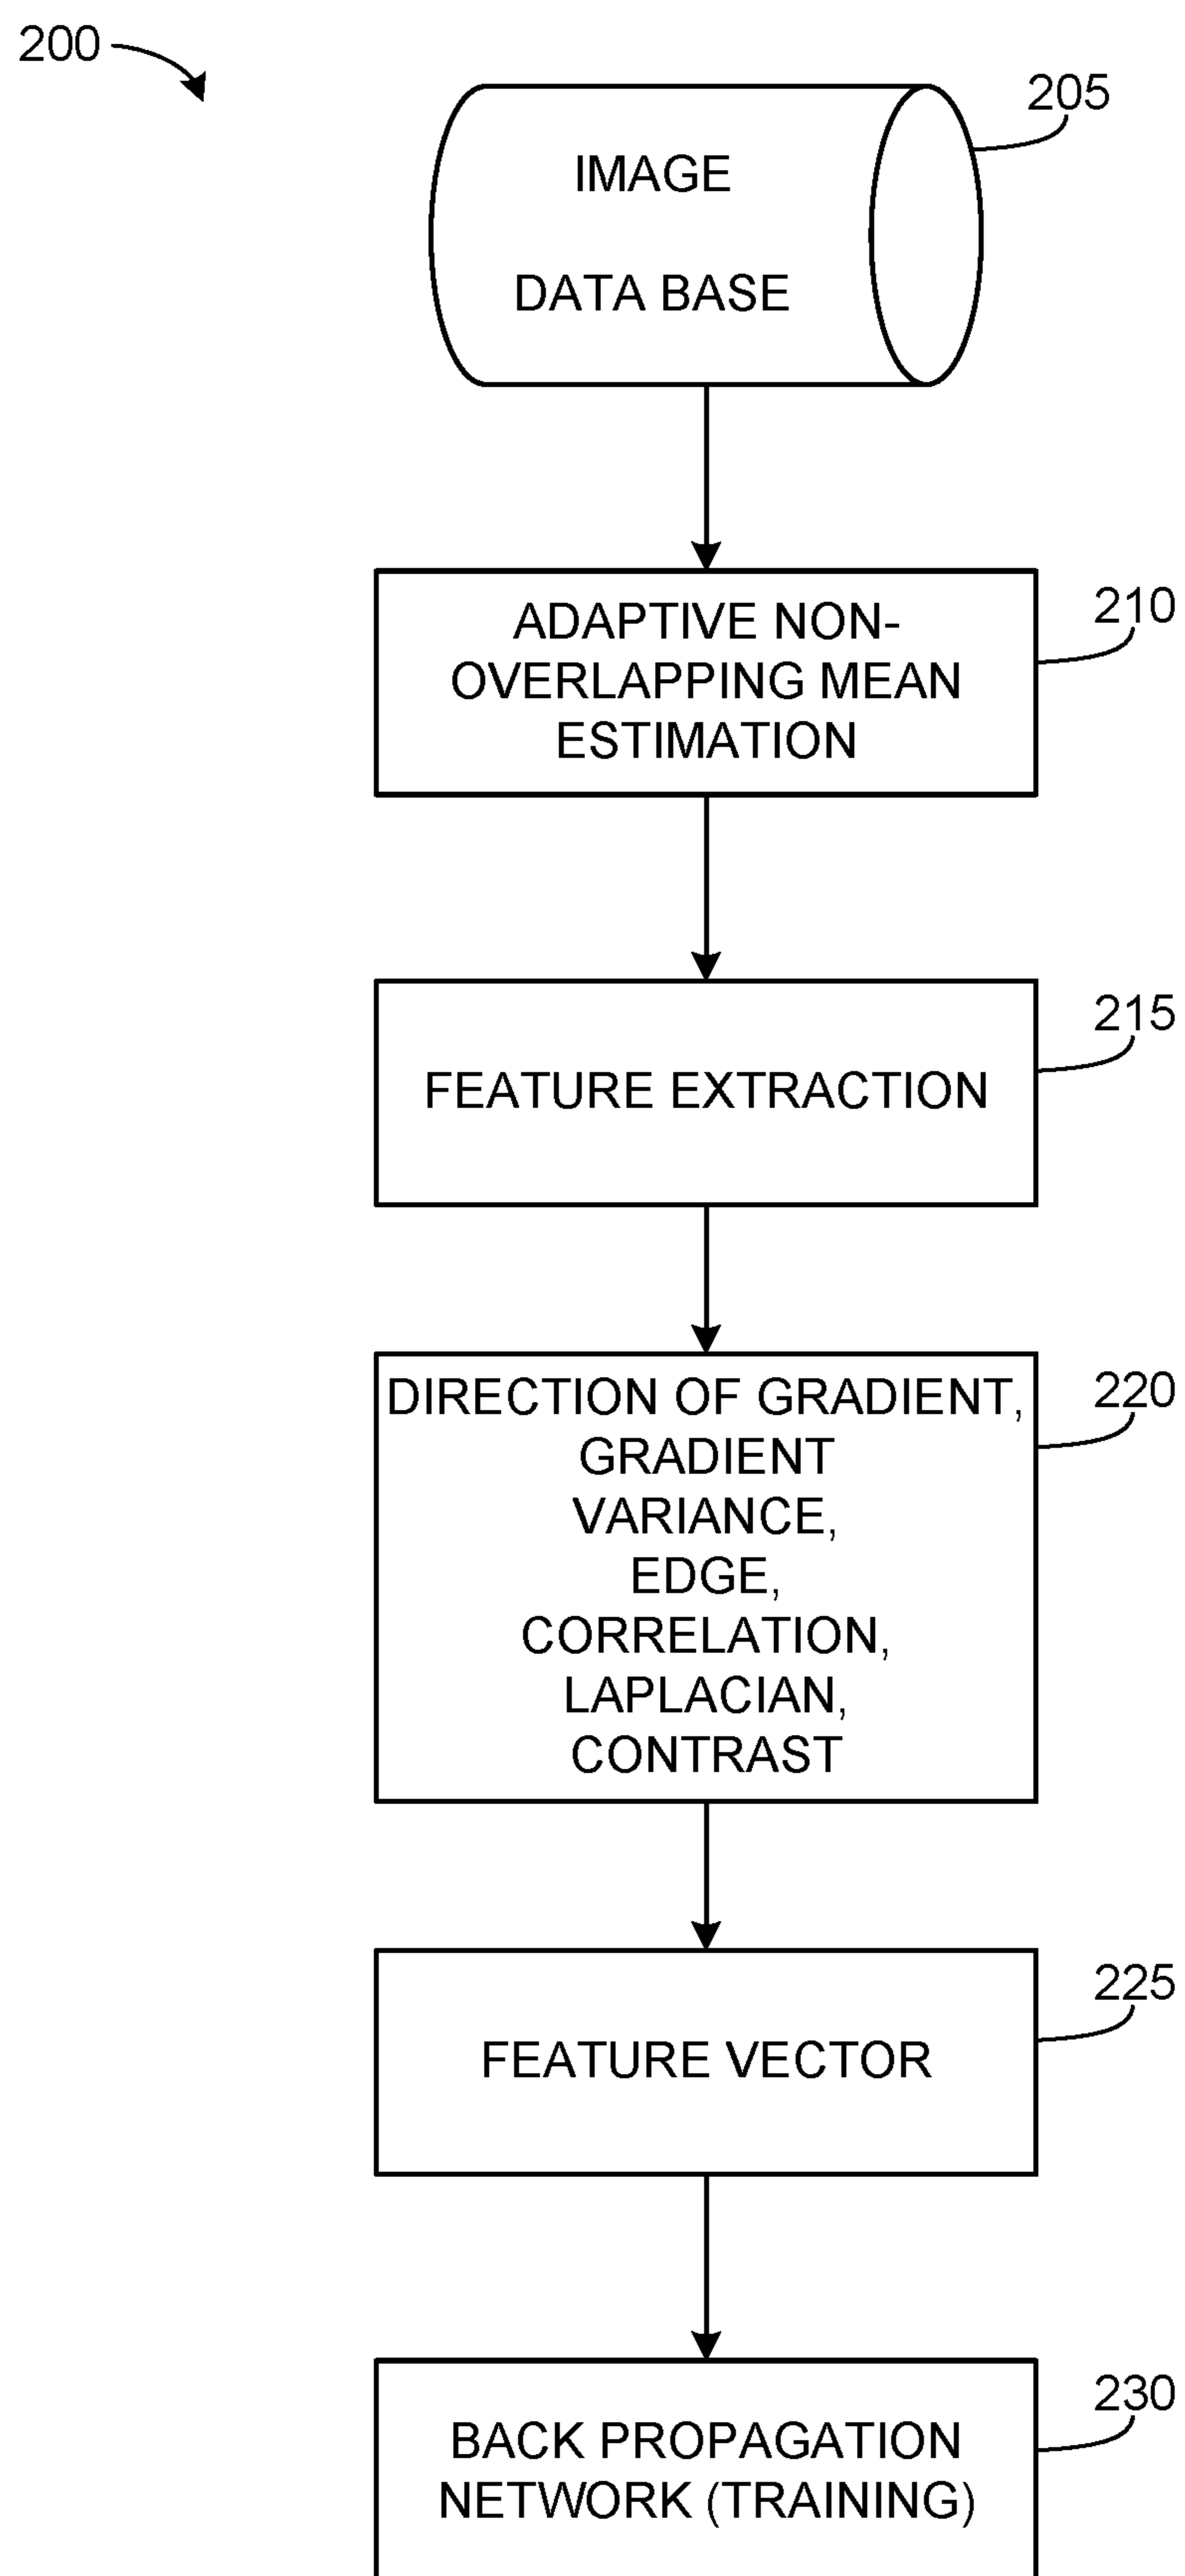 200
205
IMAGE
DATA BASE
210
ADAPTIVE NON-
OVERLAPPING MEAN
ESTIMATION
215
FEATURE EXTRACTION
220
DIRECTION OF GRADIENT,
GRADIENT
VARIANCE,
EDGE,
CORRELATION,
LAPLACIAN,
CONTRAST
225
FEATURE VECTOR
230
BACK PROPAGATION
NETWORK (TRAINING)